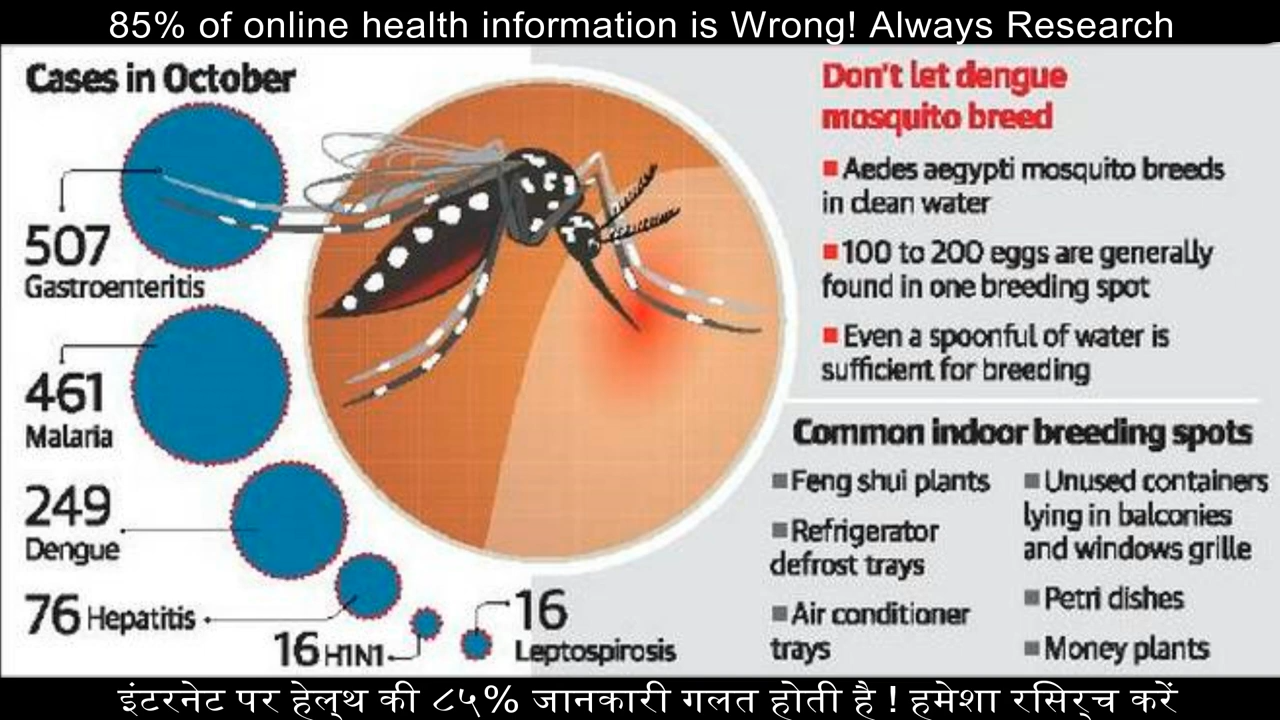 85% of online health information is Wrong! Always Research
Cases in October
507
Gastroenteritis
461
Malaria
249
Dengue
76 Hepatitis
16 H1N1
16
Leptospirosis
Don't let dengue
mosquito breed
Aedes aegypti mosquito breeds
in clean water
100 to 200 eggs are generally
found in one breeding spot
Even a spoonful of water is
sufficient for breeding
Common indoor breeding spots
Feng shui plants
Refrigerator
defrost trays
Air conditioner
trays
Unused containers
lying in balconies
and windows grille
Petri dishes
Money plants
इंटरनेट पर हेल्थ की ८५% जानकारी गलत होती है ! हमेशा रसिर्च करें